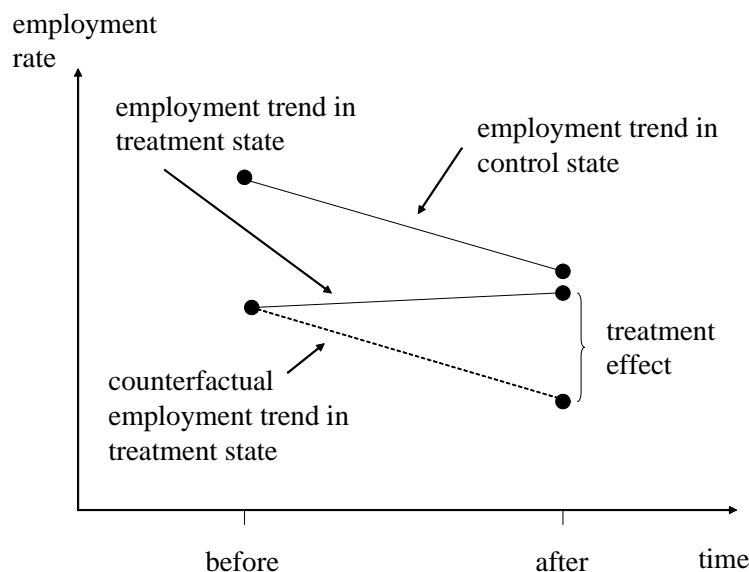 employment
rate
employment trend in
treatment state
employment trend in
control state
treatment
effect
counterfactual
employment trend in
treatment state
before
after
time